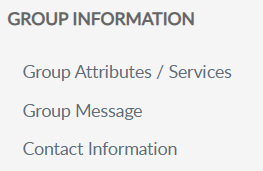 GROUP INFORMATION
Group Attributes / Services
Group Message
Contact Information